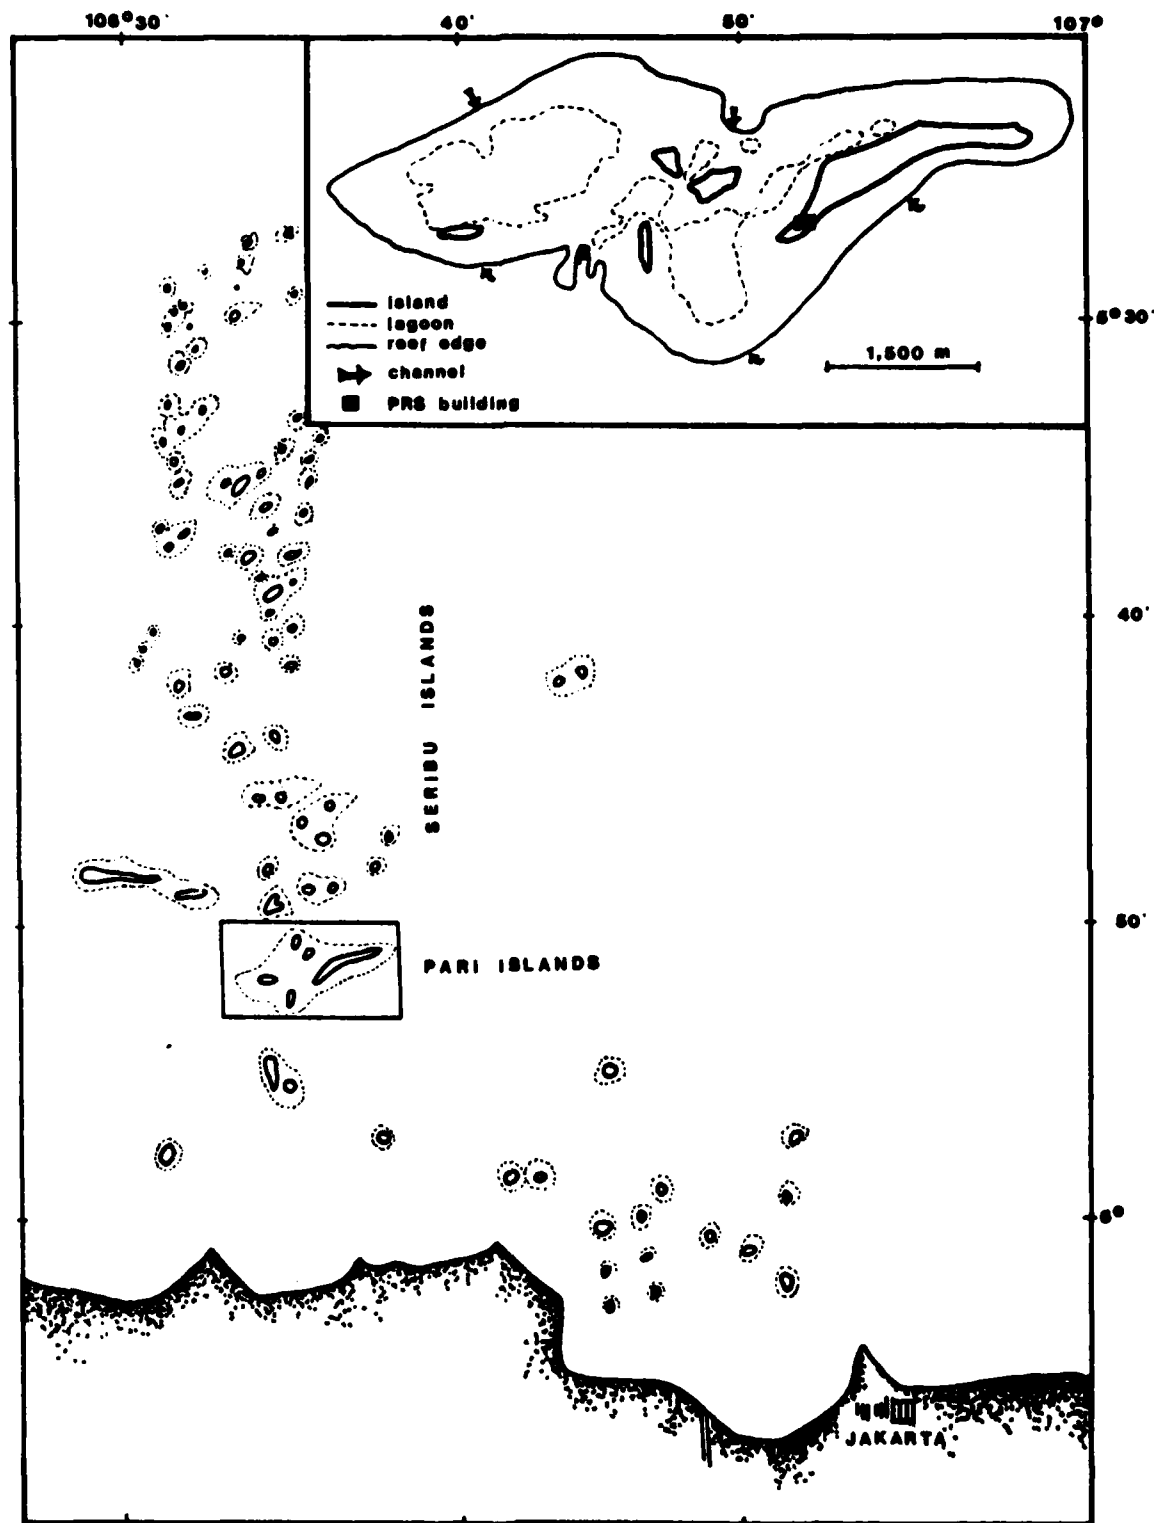 106°30' 40' 50' 107°
island
lagoon
reef edge
channel
PRS building
1,500 m
5°30'
40'
SERIBU ISLANDS
50'
PARI ISLANDS
6°
JAKARTA